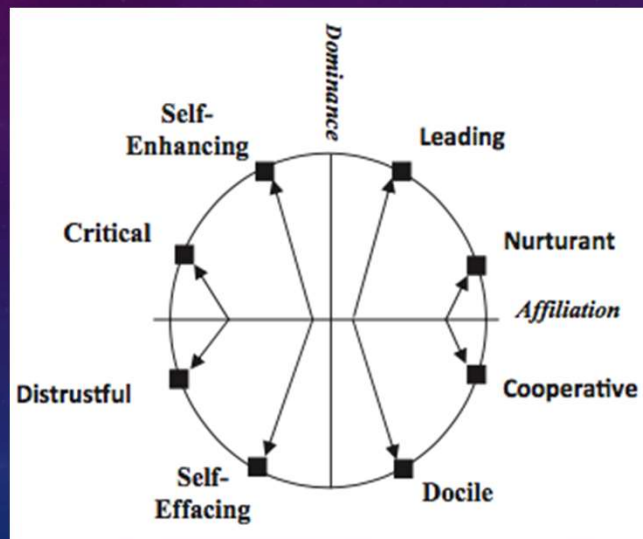 Dominance
Self-
Enhancing
Leading
Critical
Nurturant
Affiliation
Distrustful
Cooperative
Self-
Effacing
Docile